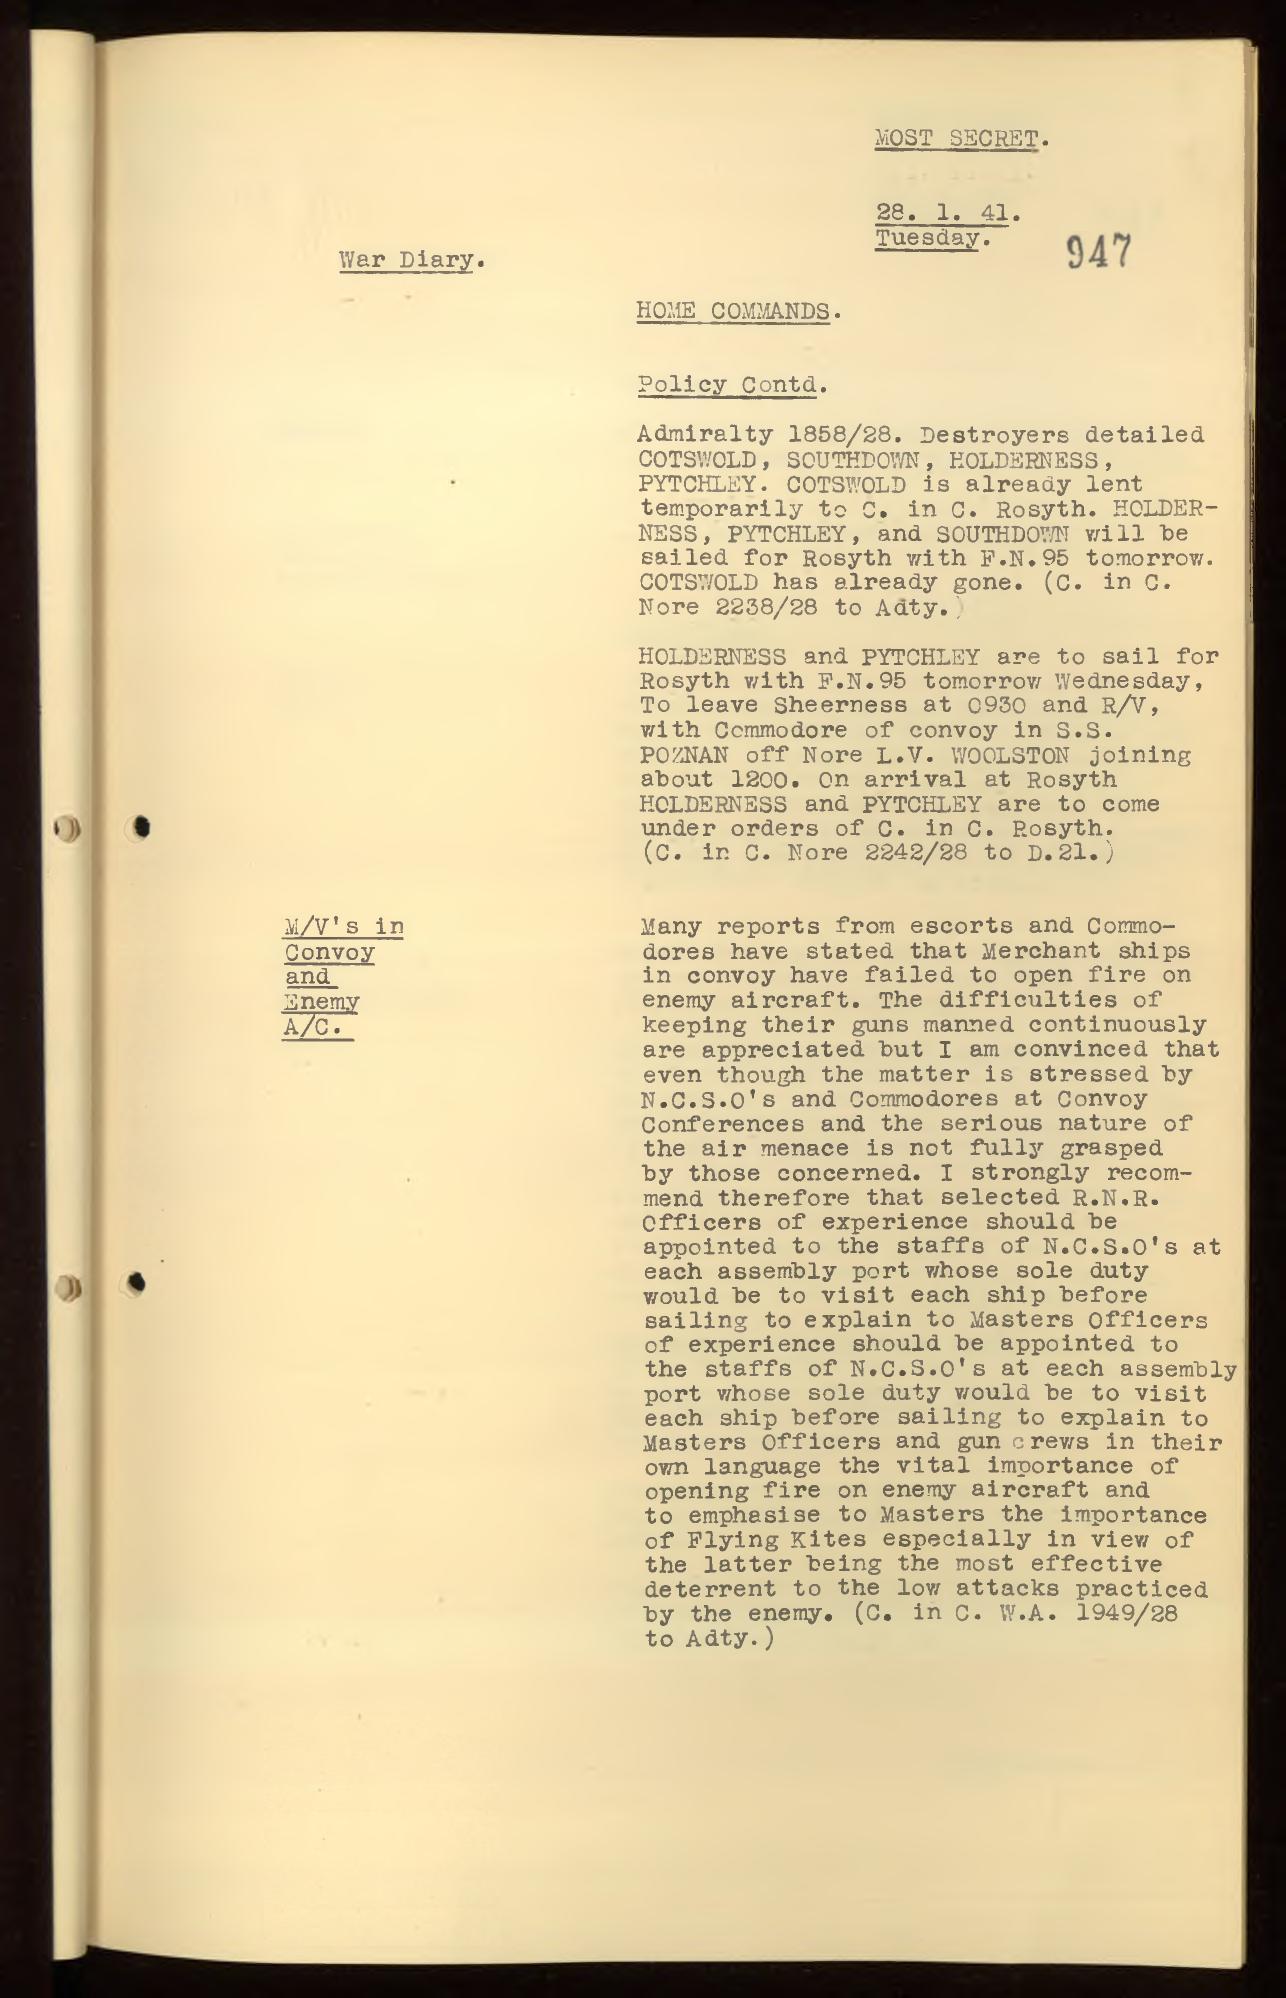 MOST SECRET.
28. 1. 41.
Tuesday.
947
War Diary.
HOME COMMANDS.
Policy Contd.
Admiralty 1858/28. Destroyers detailed
COTSWOLD, SOUTHDOWN, HOLDERNESS,
PYTCHLEY. COTSWOLD is already lent
temporarily to C. in C. Rosyth. HOLDER-
NESS, PYTCHLEY, and SOUTHDOWN will be
sailed for Rosyth with F.N.95 tomorrow.
COTSWOLD has already gone. (C. in C.
Nore 2238/28 to Adty.)
HOLDERNESS and PYTCHLEY are to sail for
Rosyth with F.N.95 tomorrow Wednesday,
To leave Sheerness at 0930 and R/V,
with Commodore of convoy in S.S.
POZNAN off Nore L.V. WOOLSTON joining
about 1200. On arrival at Rosyth
HOLDERNESS and PYTCHLEY are to come
under orders of C. in C. Rosyth.
(C. in C. Nore 2242/28 to D.21.)
M/V's in
Convoy
and
Enemy
A/C.
Many reports from escorts and Commo-
dores have stated that Merchant ships
in convoy have failed to open fire on
enemy aircraft. The difficulties of
keeping their guns manned continuously
are appreciated but I am convinced that
even though the matter is stressed by
N.C.S.O's and Commodores at Convoy
Conferences and the serious nature of
the air menace is not fully grasped
by those concerned. I strongly recom-
mend therefore that selected R.N.R.
Officers of experience should be
appointed to the staffs of N.C.S.O's at
each assembly port whose sole duty
would be to visit each ship before
sailing to explain to Masters Officers
of experience should be appointed to
the staffs of N.C.S.O's at each assembly
port whose sole duty would be to visit
each ship before sailing to explain to
Masters Officers and gun crews in their
own language the vital importance of
opening fire on enemy aircraft and
to emphasise to Masters the importance
of Flying Kites especially in view of
the latter being the most effective
deterrent to the low attacks practiced
by the enemy. (C. in C. W.A. 1949/28
to Adty.)